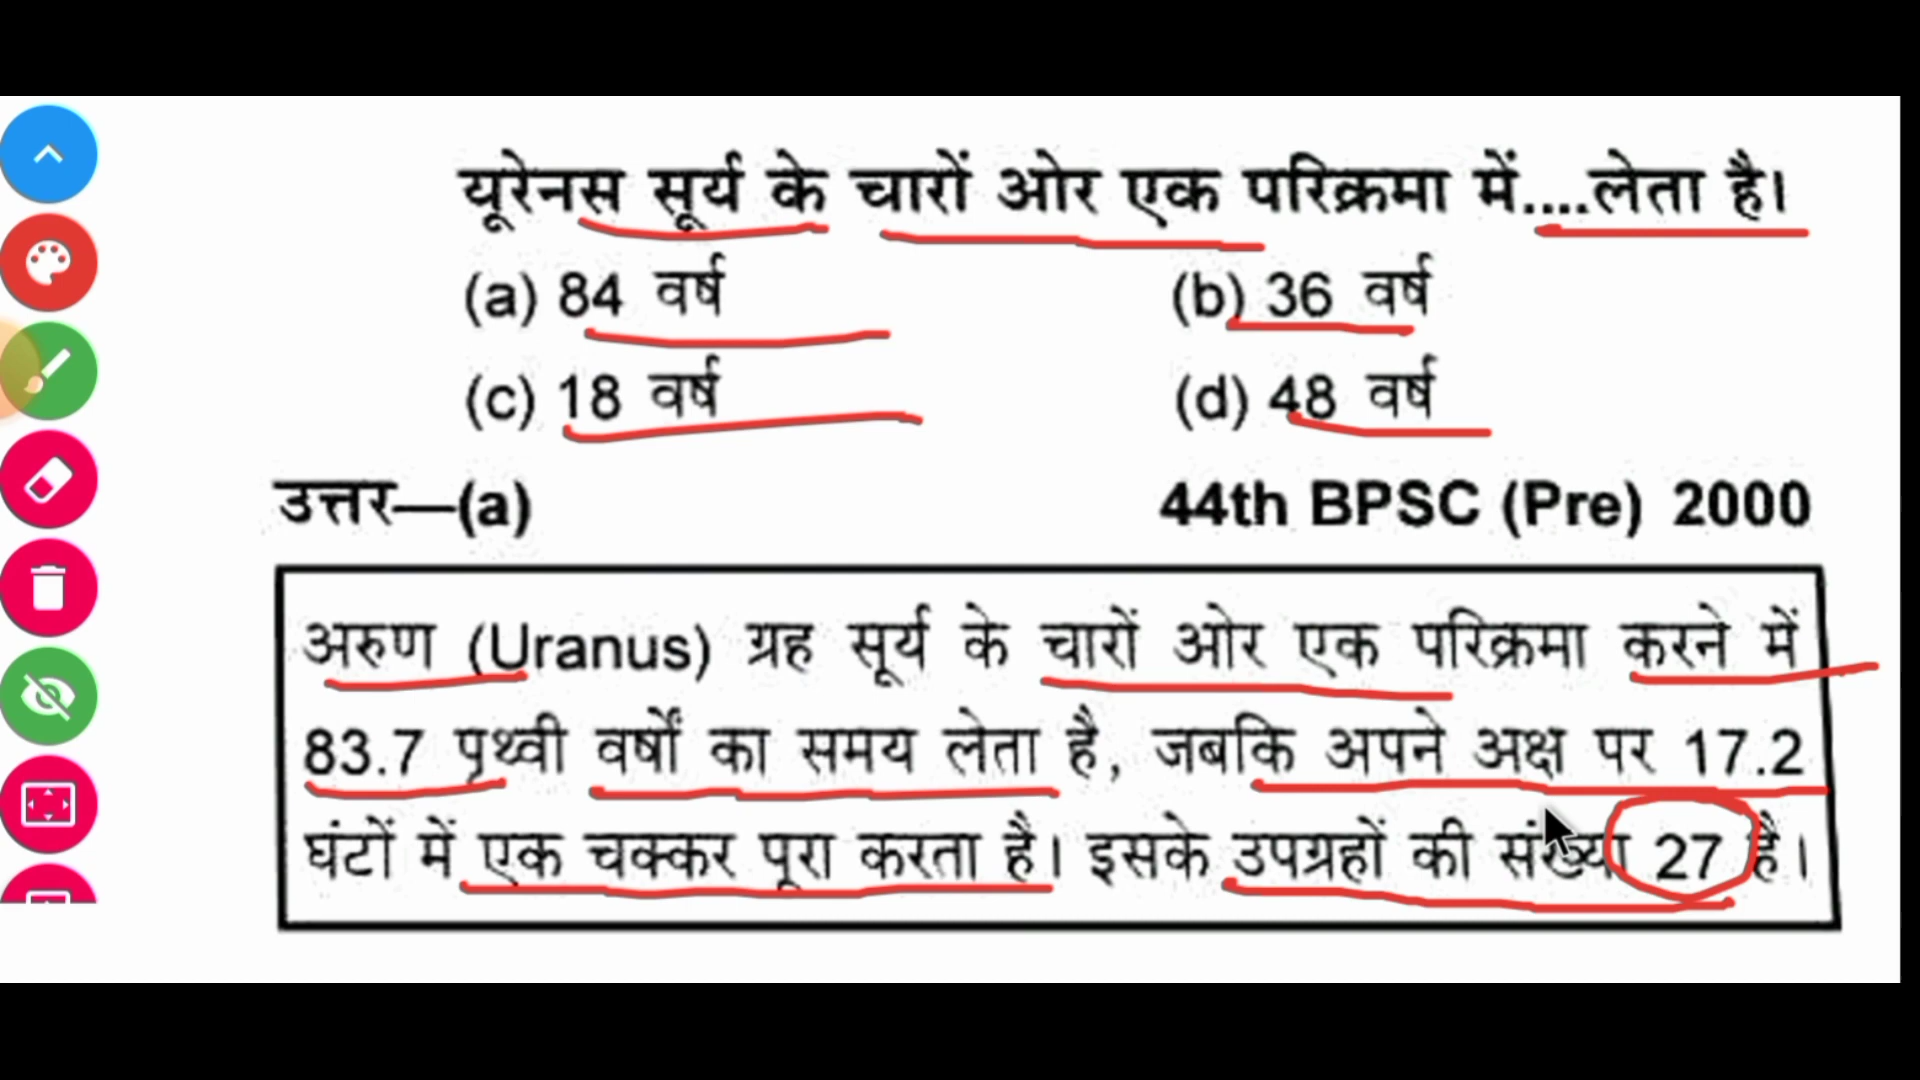 यूरेनस सूर्य के चारों ओर एक परिक्रमा में....लेता है।
(a) 84 वर्ष (b) 36 वर्ष
(c) 18 वर्ष (d) 48 वर्ष
उत्तर—(a) 44th BPSC (Pre) 2000
अरुण (Uranus) ग्रह सूर्य के चारों ओर एक परिक्रमा करने में
83.7 पृथ्वी वर्षों का समय लेता है, जबकि अपने अक्ष पर 17.2
घंटों में एक चक्कर पूरा करता है। इसके उपग्रहों की संख्या 27 है।